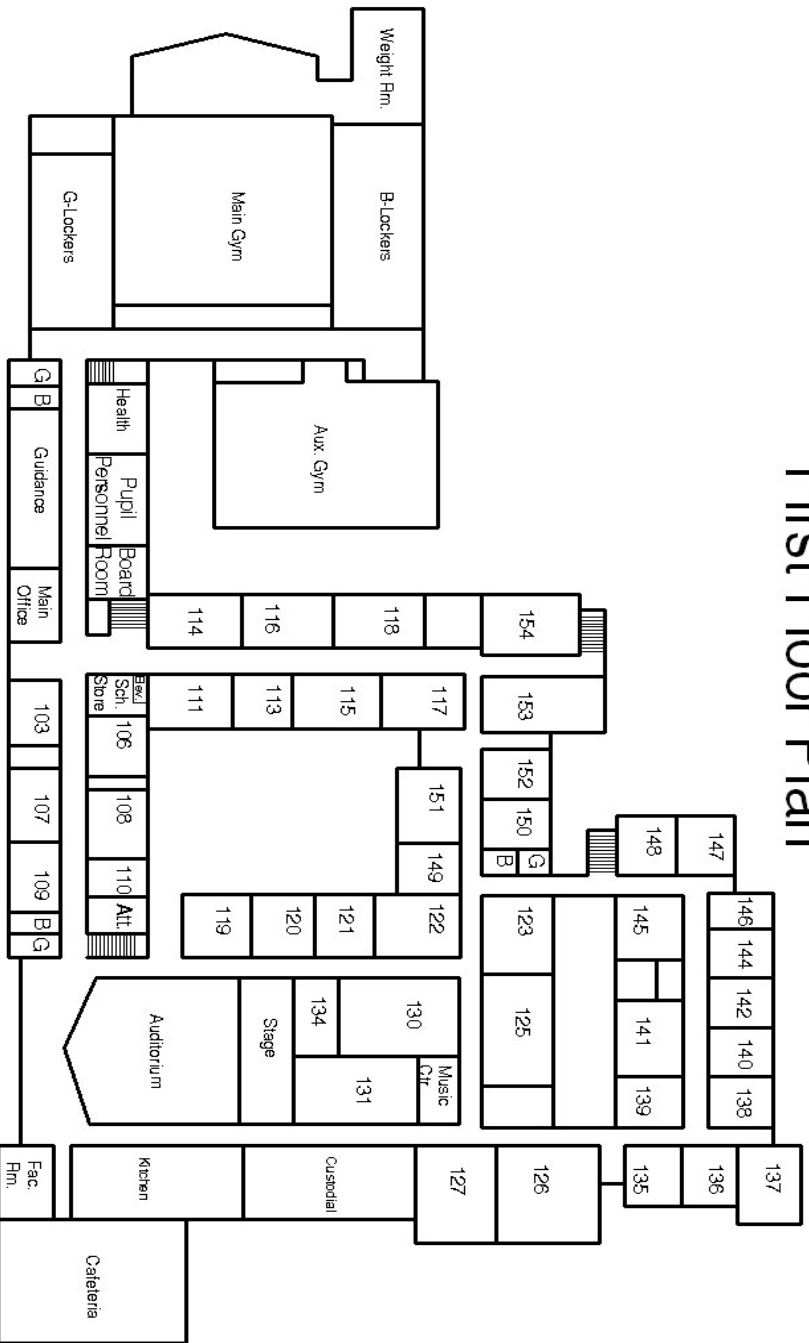 First Floor Plan
137
147
146
144
142
140
138
136
148
145
141
139
135
154
153
152
150
G
B
123
125
126
Weight Rm.
B-Lockers
Aux. Gym
118
117
151
149
122
130
Music
Ctr.
127
116
115
121
134
131
113
120
Stage
Custodial
Main Gym
114
111
119
Auditorium
Kitchen
Health
Pupil
Personnel
Board
Room
Elev.
Sch.
Store
106
108
110
Att.
G-Lockers
G
B
Guidance
Main
Office
103
107
109
B
G
Fac.
Rm.
Cafeteria